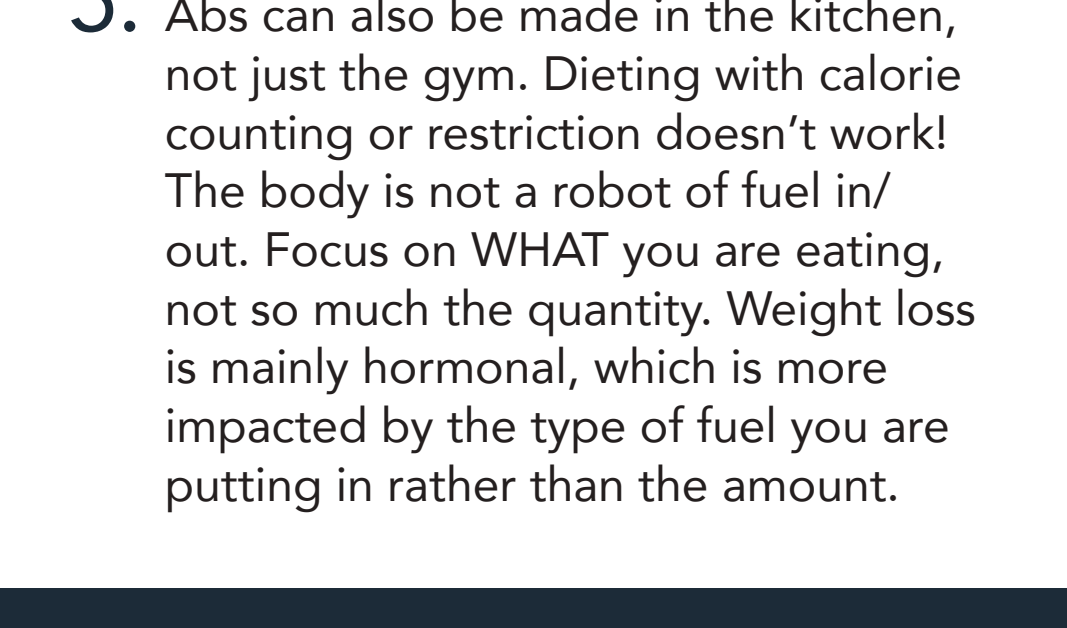 Abs can also be made in the kitchen,
not just the gym. Dieting with calorie
counting or restriction doesn’t work!
The body is not a robot of fuel in/
out. Focus on WHAT you are eating,
not so much the quantity. Weight loss
is mainly hormonal, which is more
impacted by the type of fuel you are
putting in rather than the amount.